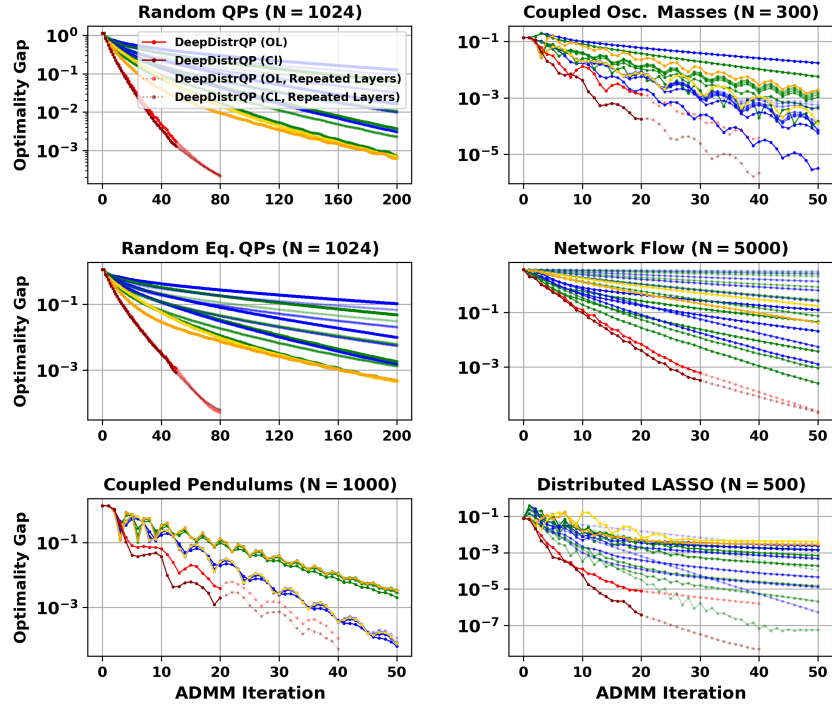 Random QPs (N = 1024)
Optimality Gap
10⁰
10⁻¹
10⁻²
10⁻³
DeepDistrQP (OL)
DeepDistrQP (Cl)
DeepDistrQP (OL, Repeated Layers)
DeepDistrQP (CL, Repeated Layers)
0 40 80 120 160 200
Coupled Osc. Masses (N = 300)
10⁻¹
10⁻³
10⁻⁵
0 10 20 30 40 50
Random Eq. QPs (N = 1024)
Optimality Gap
10⁻¹
10⁻³
0 40 80 120 160 200
Network Flow (N = 5000)
10⁻¹
10⁻³
0 10 20 30 40 50
Coupled Pendulums (N = 1000)
Optimality Gap
10⁻¹
10⁻³
0 10 20 30 40 50
ADMM Iteration
Distributed LASSO (N = 500)
10⁻¹
10⁻³
10⁻⁵
10⁻⁷
0 10 20 30 40 50
ADMM Iteration